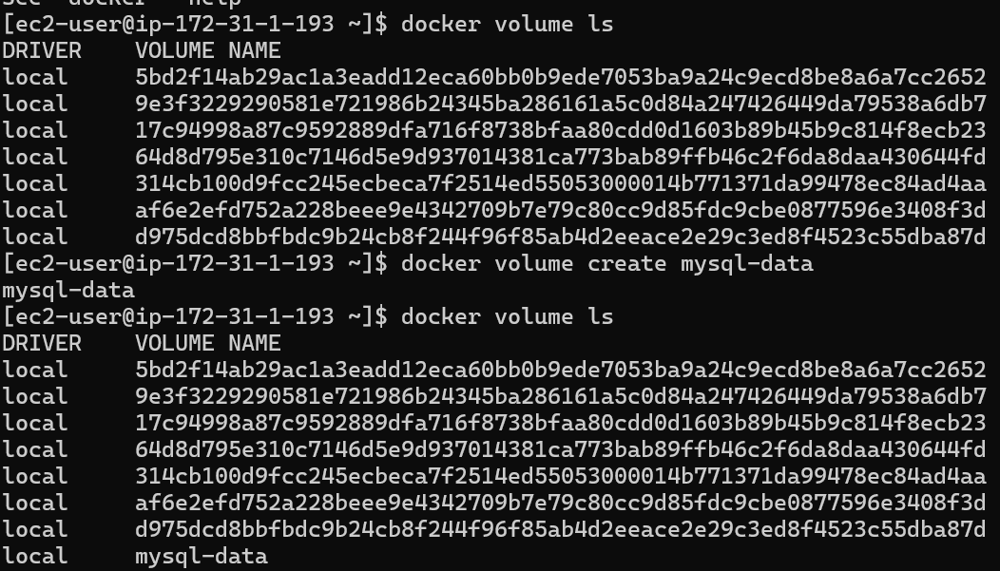 [ec2-user@ip-172-31-1-193 ~]$ docker volume ls
DRIVER    VOLUME NAME
local     5bd2f14ab29ac1a3eadd12eca60bb0b9ede7053ba9a24c9ecd8be8a6a7cc2652
local     9e3f3229290581e721986b24345ba286161a5c0d84a247426449da79538a6db7
local     17c94998a87c9592889dfa716f8738bfaa80cdd0d1603b89b45b9c814f8ecb23
local     64d8d795e310c7146d5e9d937014381ca773bab89ffb46c2f6da8daa430644fd
local     314cb100d9fcc245ecbeca7f2514ed55053000014b771371da99478ec84ad4aa
local     af6e2efd752a228beee9e4342709b7e79c80cc9d85fdc9cbe0877596e3408f3d
local     d975dcd8bbfbdc9b24cb8f244f96f85ab4d2eeace2e29c3ed8f4523c55dba87d
[ec2-user@ip-172-31-1-193 ~]$ docker volume create mysql-data
mysql-data
[ec2-user@ip-172-31-1-193 ~]$ docker volume ls
DRIVER    VOLUME NAME
local     5bd2f14ab29ac1a3eadd12eca60bb0b9ede7053ba9a24c9ecd8be8a6a7cc2652
local     9e3f3229290581e721986b24345ba286161a5c0d84a247426449da79538a6db7
local     17c94998a87c9592889dfa716f8738bfaa80cdd0d1603b89b45b9c814f8ecb23
local     64d8d795e310c7146d5e9d937014381ca773bab89ffb46c2f6da8daa430644fd
local     314cb100d9fcc245ecbeca7f2514ed55053000014b771371da99478ec84ad4aa
local     af6e2efd752a228beee9e4342709b7e79c80cc9d85fdc9cbe0877596e3408f3d
local     d975dcd8bbfbdc9b24cb8f244f96f85ab4d2eeace2e29c3ed8f4523c55dba87d
local     mysql-data